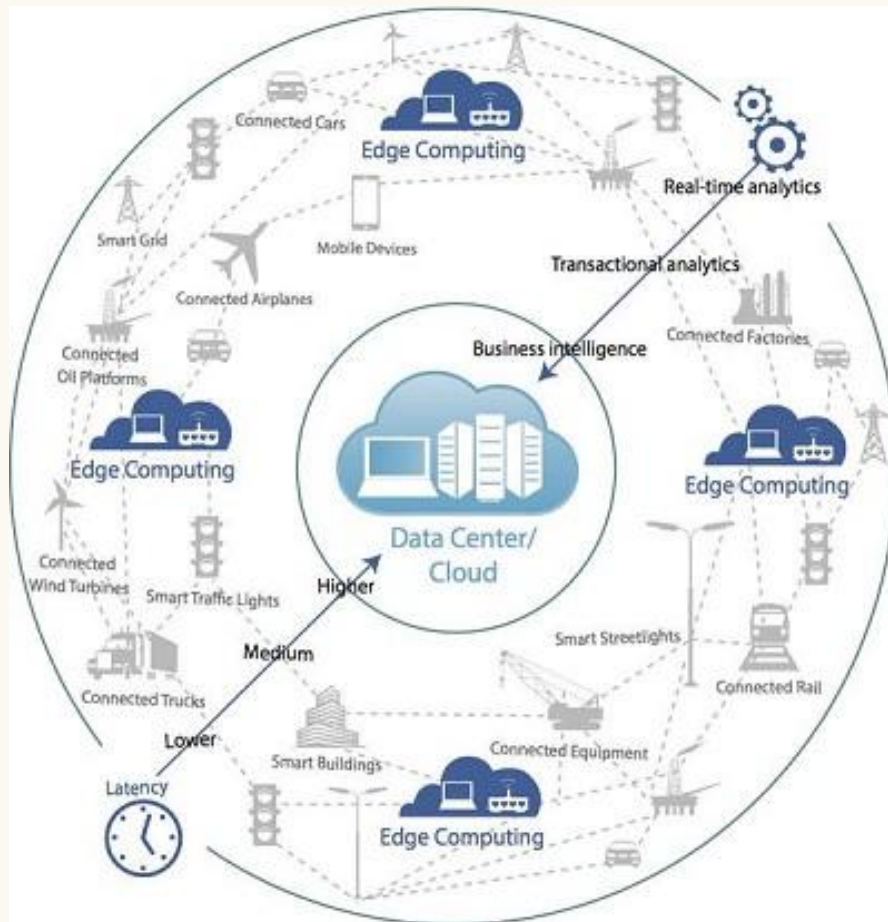 Connected Cars
Edge Computing
Real-time analytics
Smart Grid
Mobile Devices
Transactional analytics
Connected Airplanes
Connected Factories
Connected
Oil Platforms
Business intelligence
Edge Computing
Edge Computing
Data Center/
Cloud
Connected
Wind Turbines
Smart Traffic Lights
Higher
Medium
Smart Streetlights
Connected Trucks
Connected Rail
Lower
Smart Buildings
Connected Equipment
Latency
Edge Computing